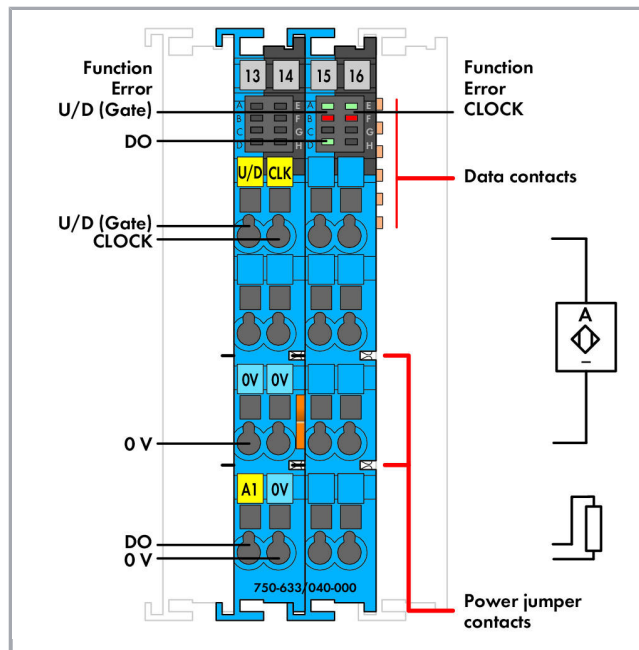 Function
Error
U/D (Gate)
DO
13 14 15 16
Function
Error
CLOCK
A E A E
B F B F
C G C G
D H D H
U/D CLK
Data contacts
U/D (Gate)
CLOCK
A
0V 0V
0 V
A1 0V
DO
0 V
750-633/040-000
Power jumper
contacts